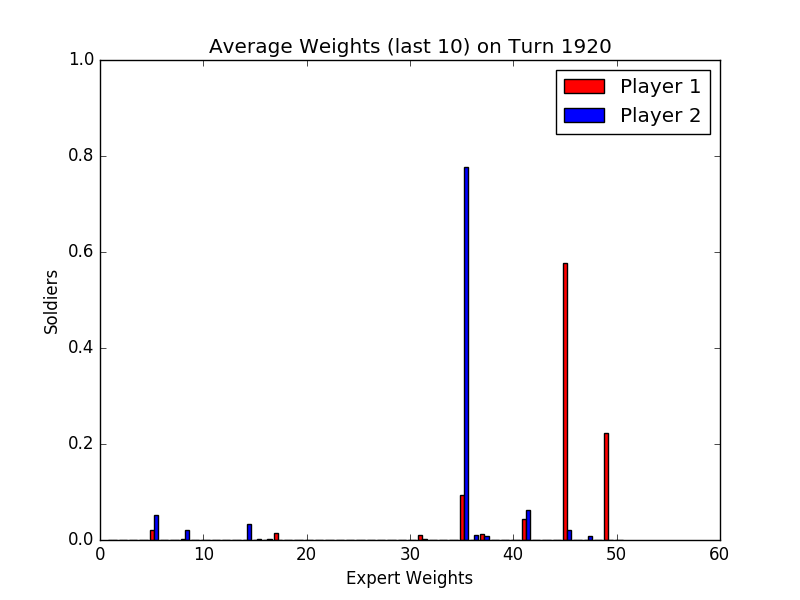 Average Weights (last 10) on Turn 1920
1.0
Player 1
Player 2
0.8
0.6
Soldiers
0.4
0.2
0.0
0 10 20 30 40 50 60
Expert Weights